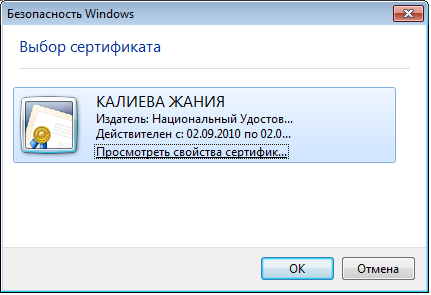 Безопасность Windows
Выбор сертификата
КАЛИЕВА ЖАНИЯ
Издатель: Национальный Удостов...
Действителен с: 02.09.2010 по 02.0...
Просмотреть свойства сертифик...
ОК
Отмена